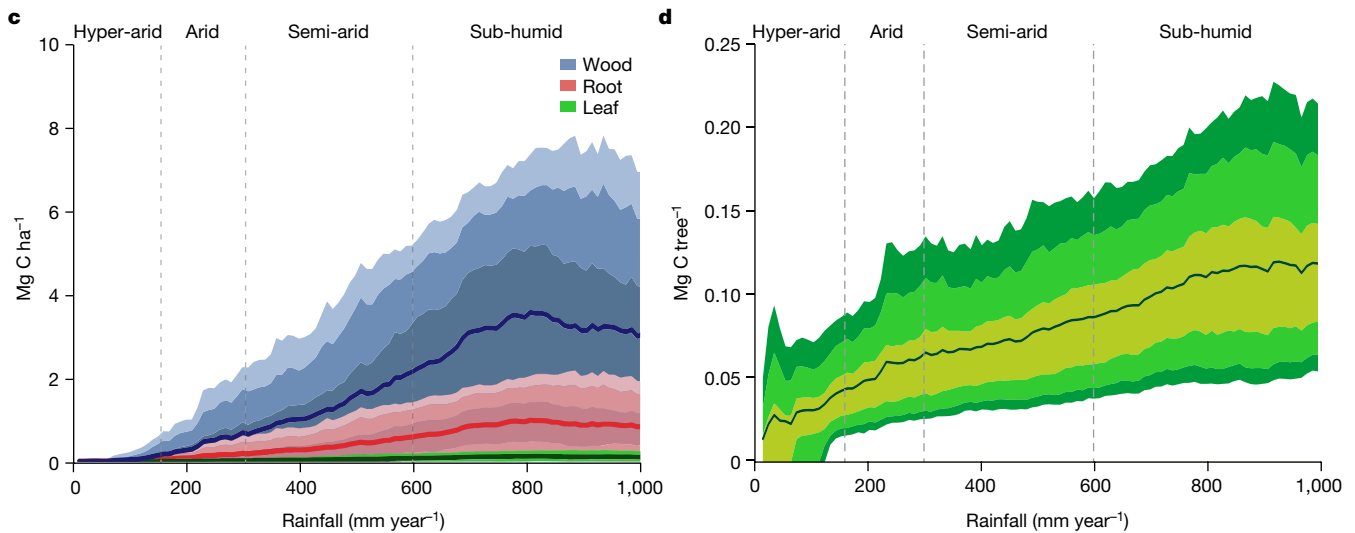 c
Hyper-arid Arid Semi-arid Sub-humid
10
8
6
4
2
0
Mg C ha⁻¹
Wood
Root
Leaf
0 200 400 600 800 1,000
Rainfall (mm year⁻¹)
d
Hyper-arid Arid Semi-arid Sub-humid
0.25
0.20
0.15
0.10
0.05
0
Mg C tree⁻¹
0 200 400 600 800 1,000
Rainfall (mm year⁻¹)